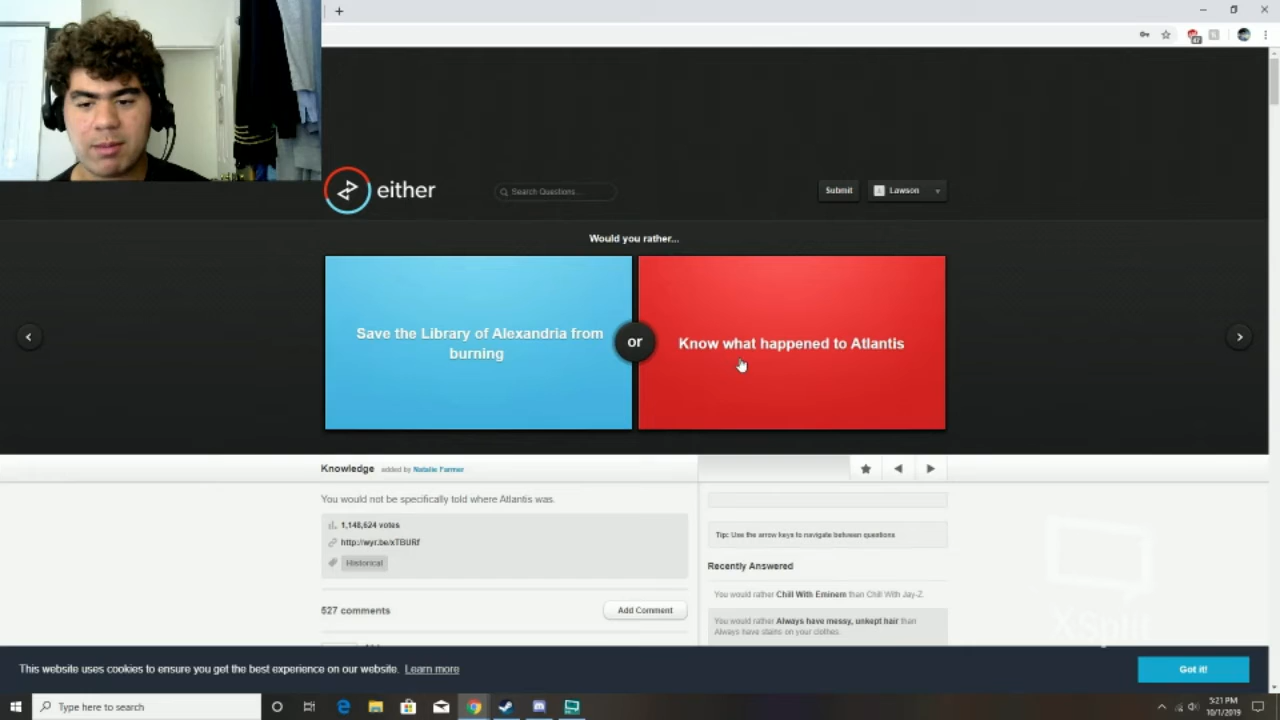 either
Search Questions...
Submit
Lawson
Would you rather...
Save the Library of Alexandria from
burning
or
Know what happened to Atlantis
Knowledge added by Natalie Farmer
You would not be specifically told where Atlantis was.
1,148,624 votes
http://wyr.be/xTBURf
Historical
627 comments
Add Comment
Tip: Use the arrow keys to navigate between questions
Recently Answered
You would rather Chill With Eminem than Chill With Jay-Z.
You would rather Always have messy, unkept hair than
Always have stains on your clothes.
XSplit
This website uses cookies to ensure you get the best experience on our website. Learn more
Got it!
Type here to search
5:21 PM
10/1/2019